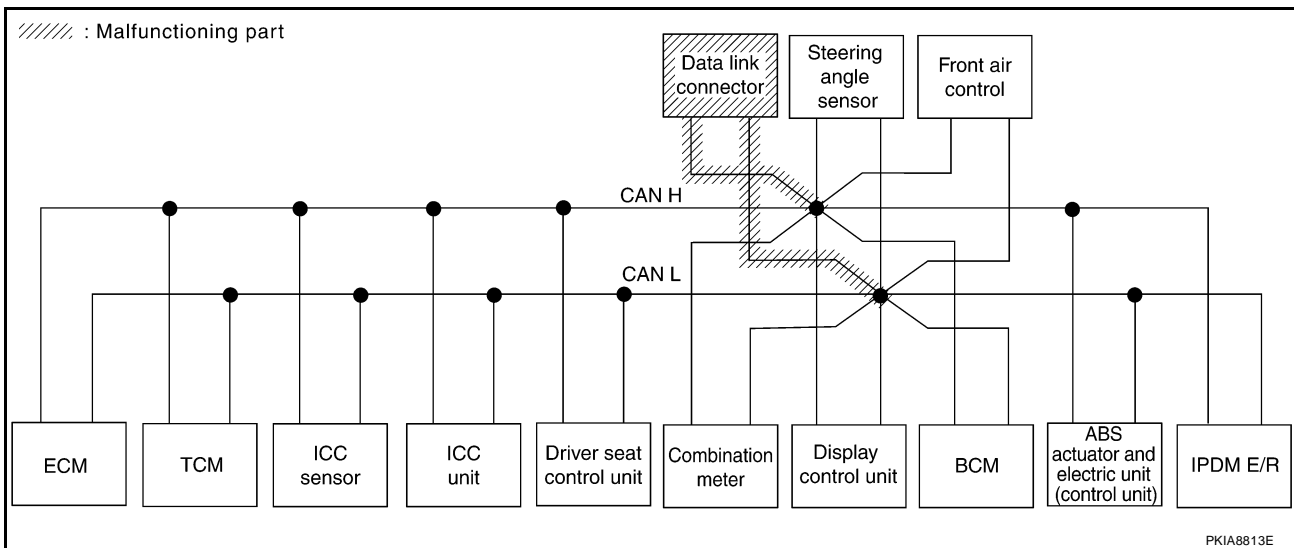 : Malfunctioning part
Data link
connector
Steering
angle
sensor
Front air
control
CAN H
CAN L
ECM
TCM
ICC
sensor
ICC
unit
Driver seat
control unit
Combination
meter
Display
control unit
BCM
ABS
actuator and
electric unit
(control unit)
IPDM E/R
PKIA8813E